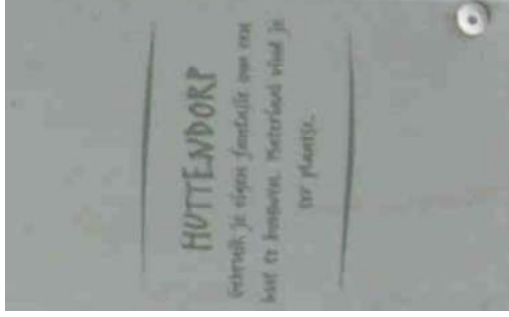 HUTTENDORP
Gebruik je eigen fantasie om een
hut te bouwen. Materiaal vind je
ter plaatse.